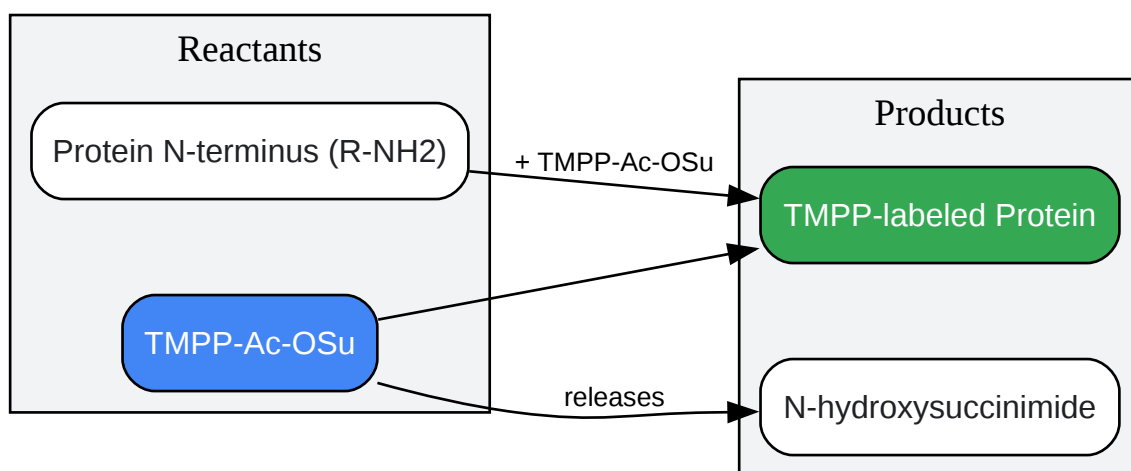 Reactants
Protein N-terminus (R-NH2)
TMPP-Ac-OSu
+ TMPP-Ac-OSu
releases
Products
TMPP-labeled Protein
N-hydroxysuccinimide